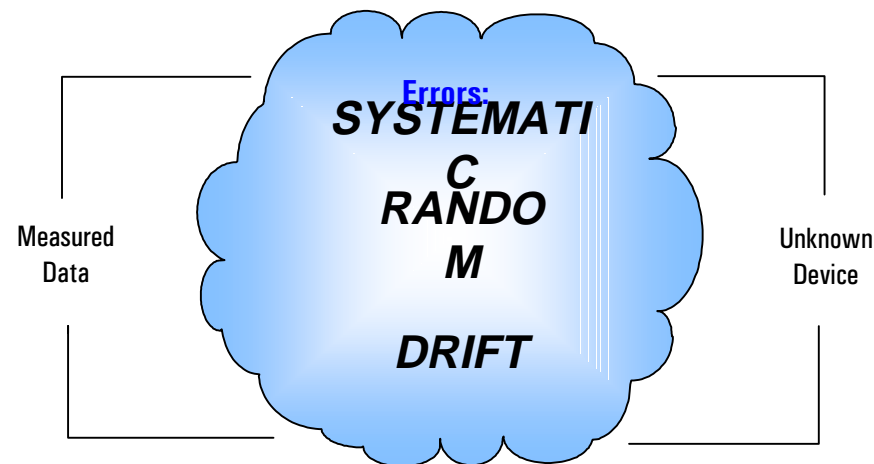 Errors:
SYSTEMATI
C
RANDO
M
DRIFT
Measured
Data
Unknown
Device